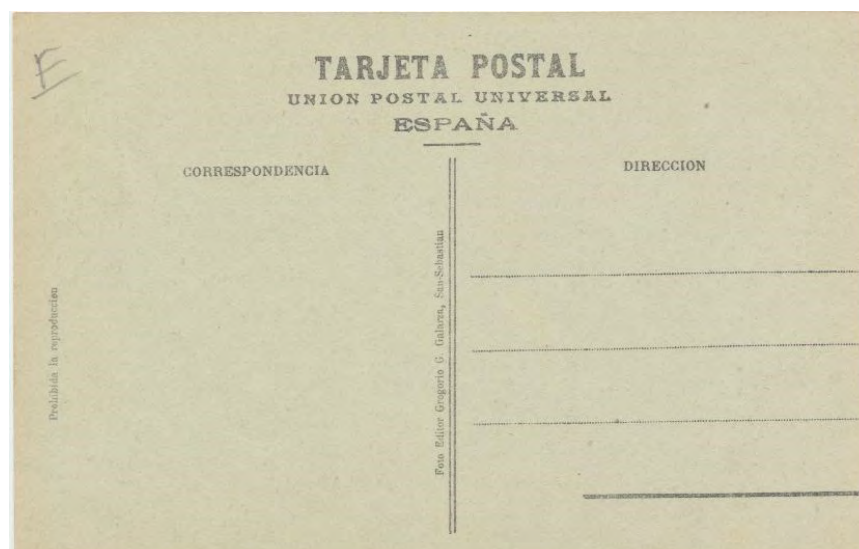 E
TARJETA POSTAL
UNION POSTAL UNIVERSAL
ESPAÑA
CORRESPONDENCIA
DIRECCION
Prohibida la reproduccion
Foto Editor Gregorio G. Galarza, San-Sebastian